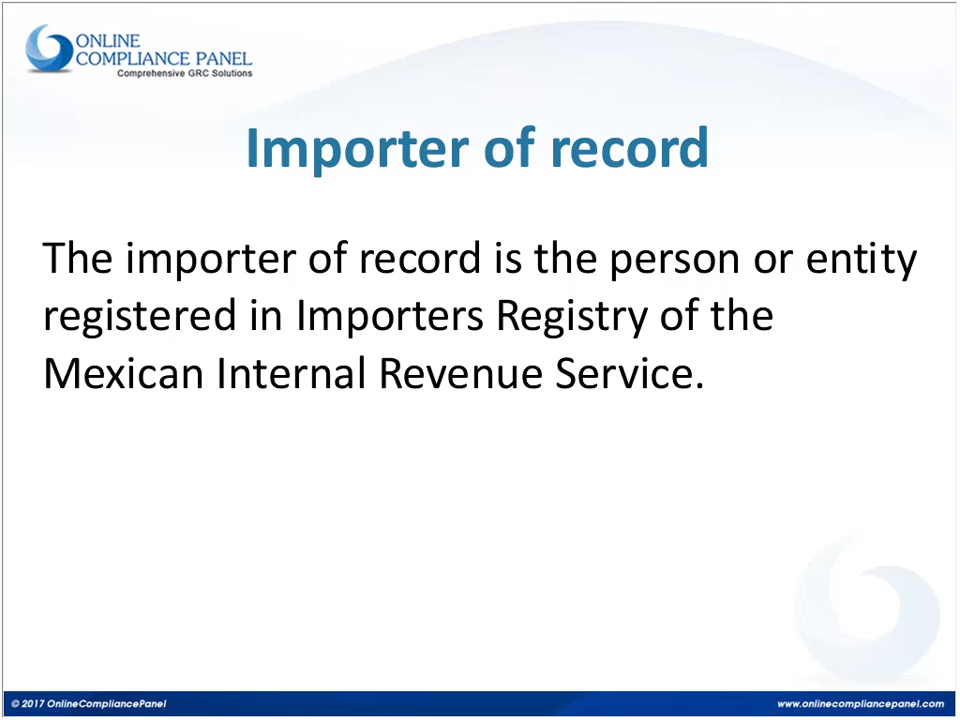 ONLINE
COMPLIANCE PANEL
Comprehensive GRC Solutions
Importer of record
The importer of record is the person or entity
registered in Importers Registry of the
Mexican Internal Revenue Service.
© 2017 OnlineCompliancePanel
www.onlinecompliancepanel.com